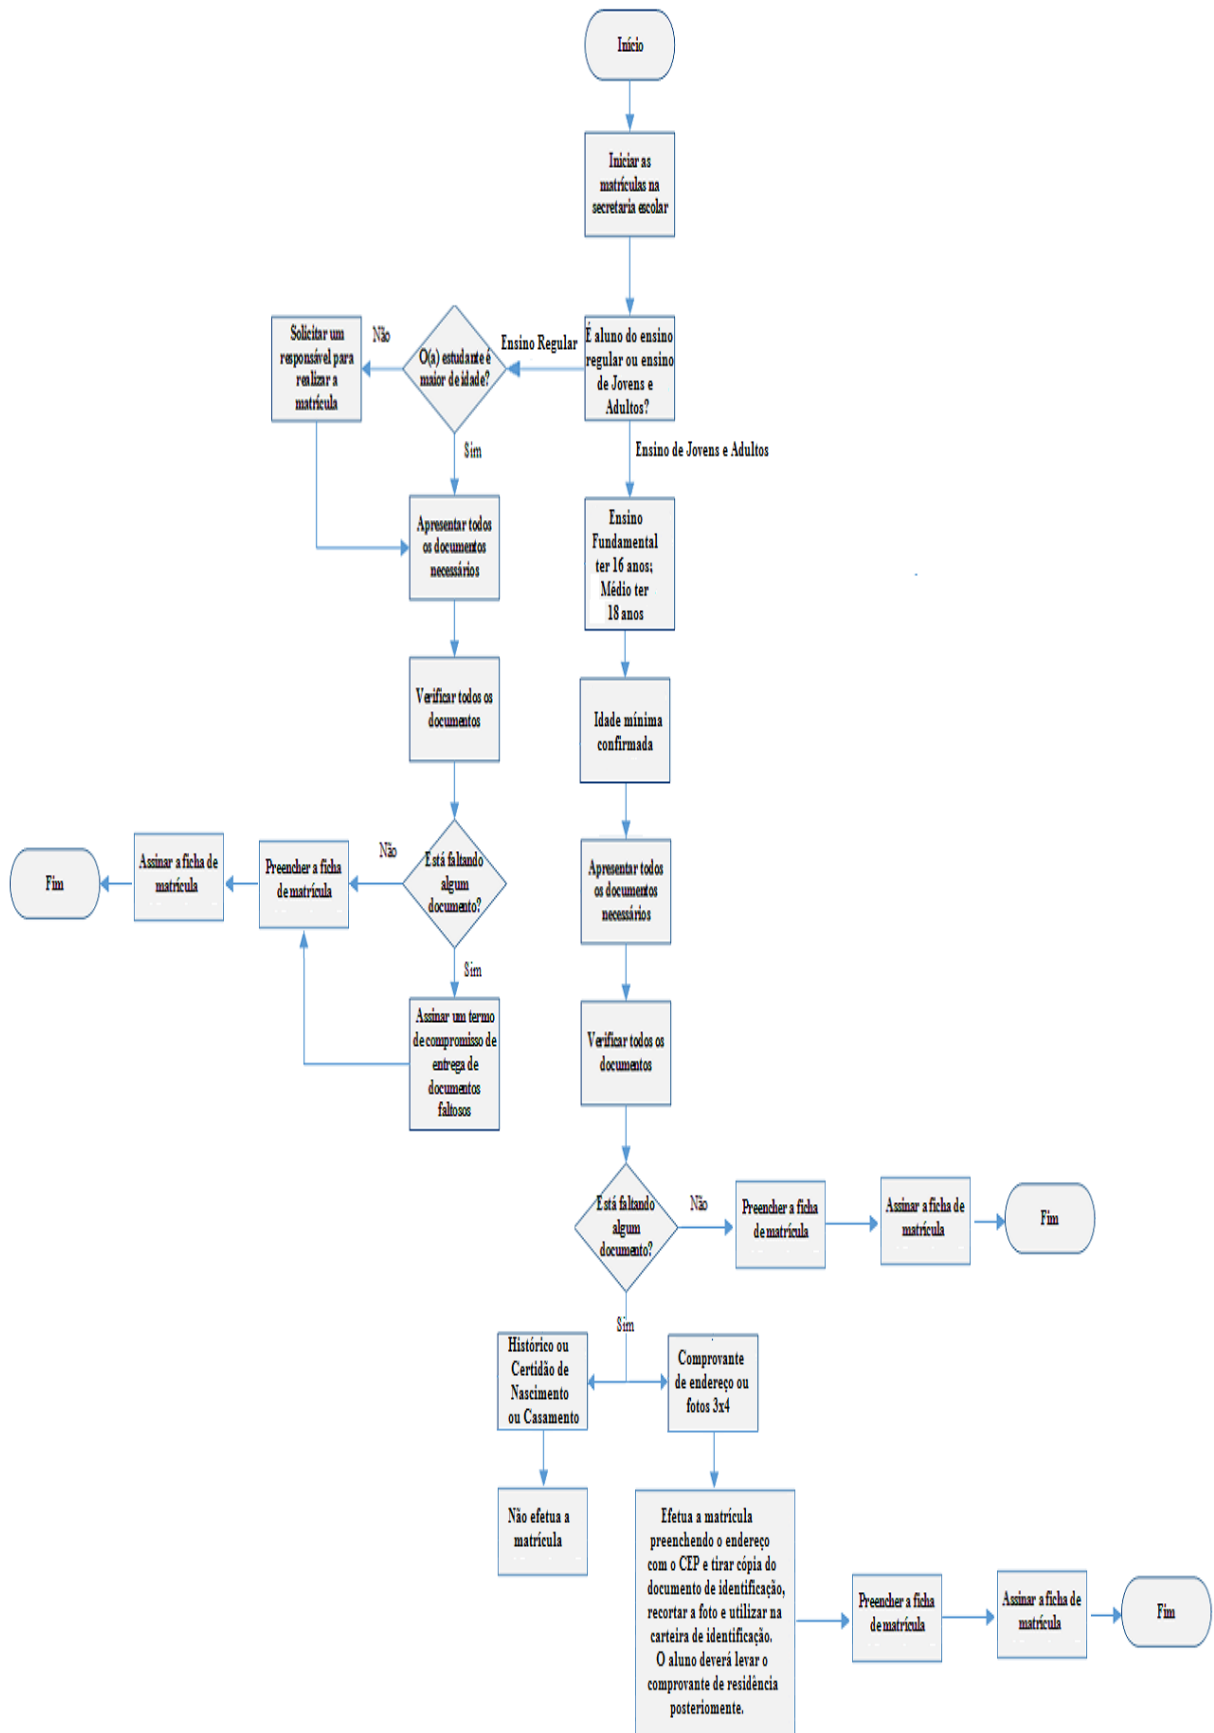 Início
Iniciar as
matrículas na
secretaria escolar
É aluno do ensino
regular ou ensino
de Jovens e
Adultos?
Ensino Regular
O(a) estudante é
maior de idade?
Não
Solicitar um
responsável para
realizar a
matrícula
Sim
Apresentar todos
os documentos
necessários
Verificar todos os
documentos
Está faltando
algum
documento?
Não
Preencher a ficha
de matrícula
Assinar a ficha de
matrícula
Fim
Sim
Assinar um termo
de compromisso de
entrega de
documentos
faltosos
Ensino de Jovens e Adultos
Ensino
Fundamental
ter 16 anos;
Médio ter
18 anos
Idade mínima
confirmada
Apresentar todos
os documentos
necessários
Verificar todos os
documentos
Está faltando
algum
documento?
Não
Preencher a ficha
de matrícula
Assinar a ficha de
matrícula
Fim
Sim
Histórico ou
Certidão de
Nascimento
ou Casamento
Não efetua a
matrícula
Comprovante
de endereço ou
fotos 3x4
Efetua a matrícula
preenchendo o endereço
com o CEP e tirar cópia do
documento de identificação,
recortar a foto e utilizar na
carteira de identificação.
O aluno deverá levar o
comprovante de residência
posteriormente.
Preencher a ficha
de matrícula
Assinar a ficha de
matrícula
Fim